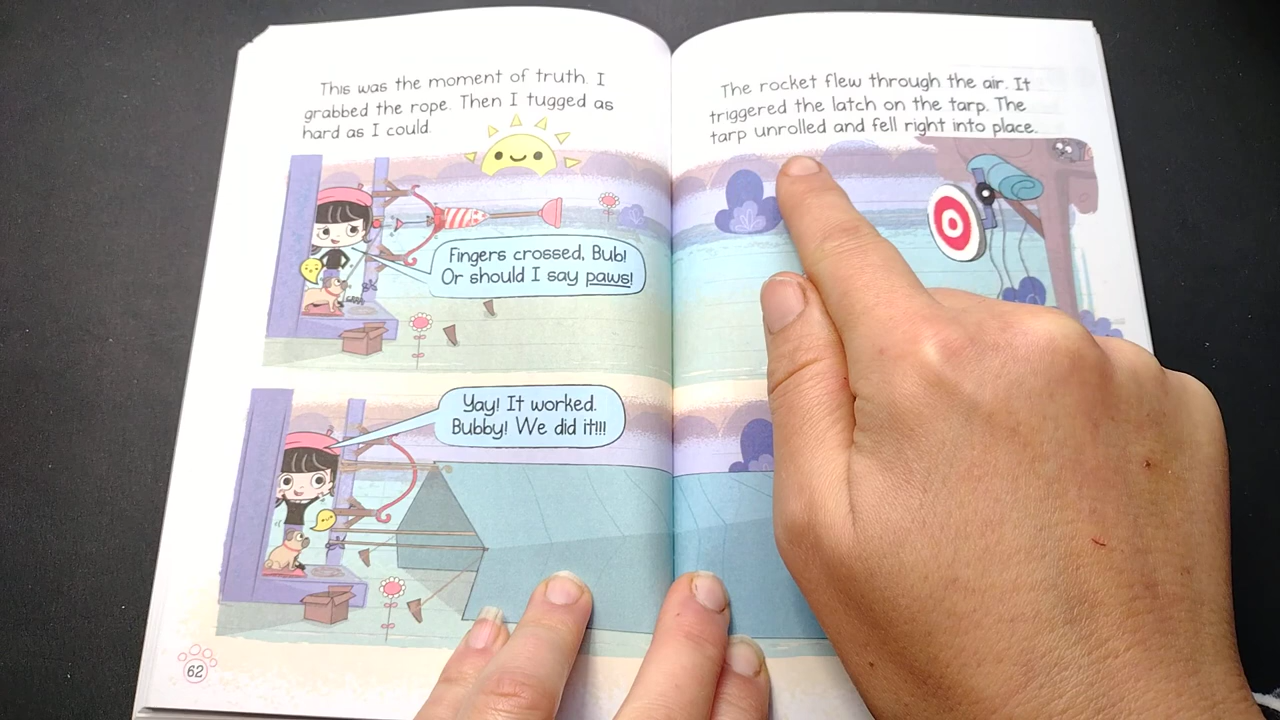 This was the moment of truth. I
grabbed the rope. Then I tugged as
hard as I could.
Fingers crossed, Bub!
Or should I say paws!
Yay! It worked.
Bubby! We did it!!!
62
The rocket flew through the air. It
triggered the latch on the tarp. The
tarp unrolled and fell right into place.